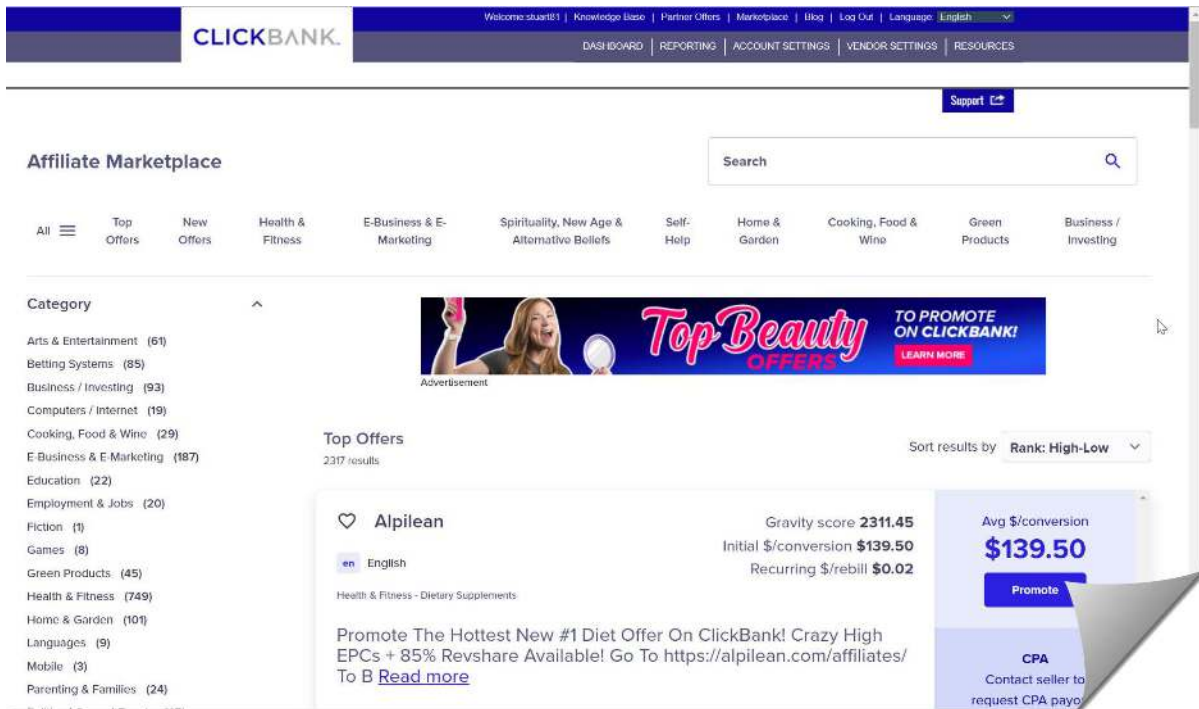 Welcome stuart81 | Knowledge Base | Partner Offers | Marketplace | Blog | Log Out | Language: English
CLICKBANK.
DASHBOARD | REPORTING | ACCOUNT SETTINGS | VENDOR SETTINGS | RESOURCES
Support
Affiliate Marketplace
Search
All
Top Offers
New Offers
Health & Fitness
E-Business & E-Marketing
Spirituality, New Age & Alternative Beliefs
Self-Help
Home & Garden
Cooking, Food & Wine
Green Products
Business / Investing
Category
Arts & Entertainment (61)
Betting Systems (85)
Business / Investing (93)
Computers / Internet (19)
Cooking, Food & Wine (29)
E-Business & E-Marketing (187)
Education (22)
Employment & Jobs (20)
Fiction (1)
Games (8)
Green Products (45)
Health & Fitness (749)
Home & Garden (101)
Languages (9)
Mobile (3)
Parenting & Families (24)
Top Beauty
OFFERS
TO PROMOTE
ON CLICKBANK!
LEARN MORE
Advertisement
Top Offers
2317 results
Sort results by Rank: High-Low
Alpilean
en English
Health & Fitness - Dietary Supplements
Gravity score 2311.45
Initial $/conversion $139.50
Recurring $/rebill $0.02
Promote The Hottest New #1 Diet Offer On ClickBank! Crazy High
EPCs + 85% Revshare Available! Go To https://alpilean.com/affiliates/
To B Read more
Avg $/conversion
$139.50
Promote
CPA
Contact seller to
request CPA payo